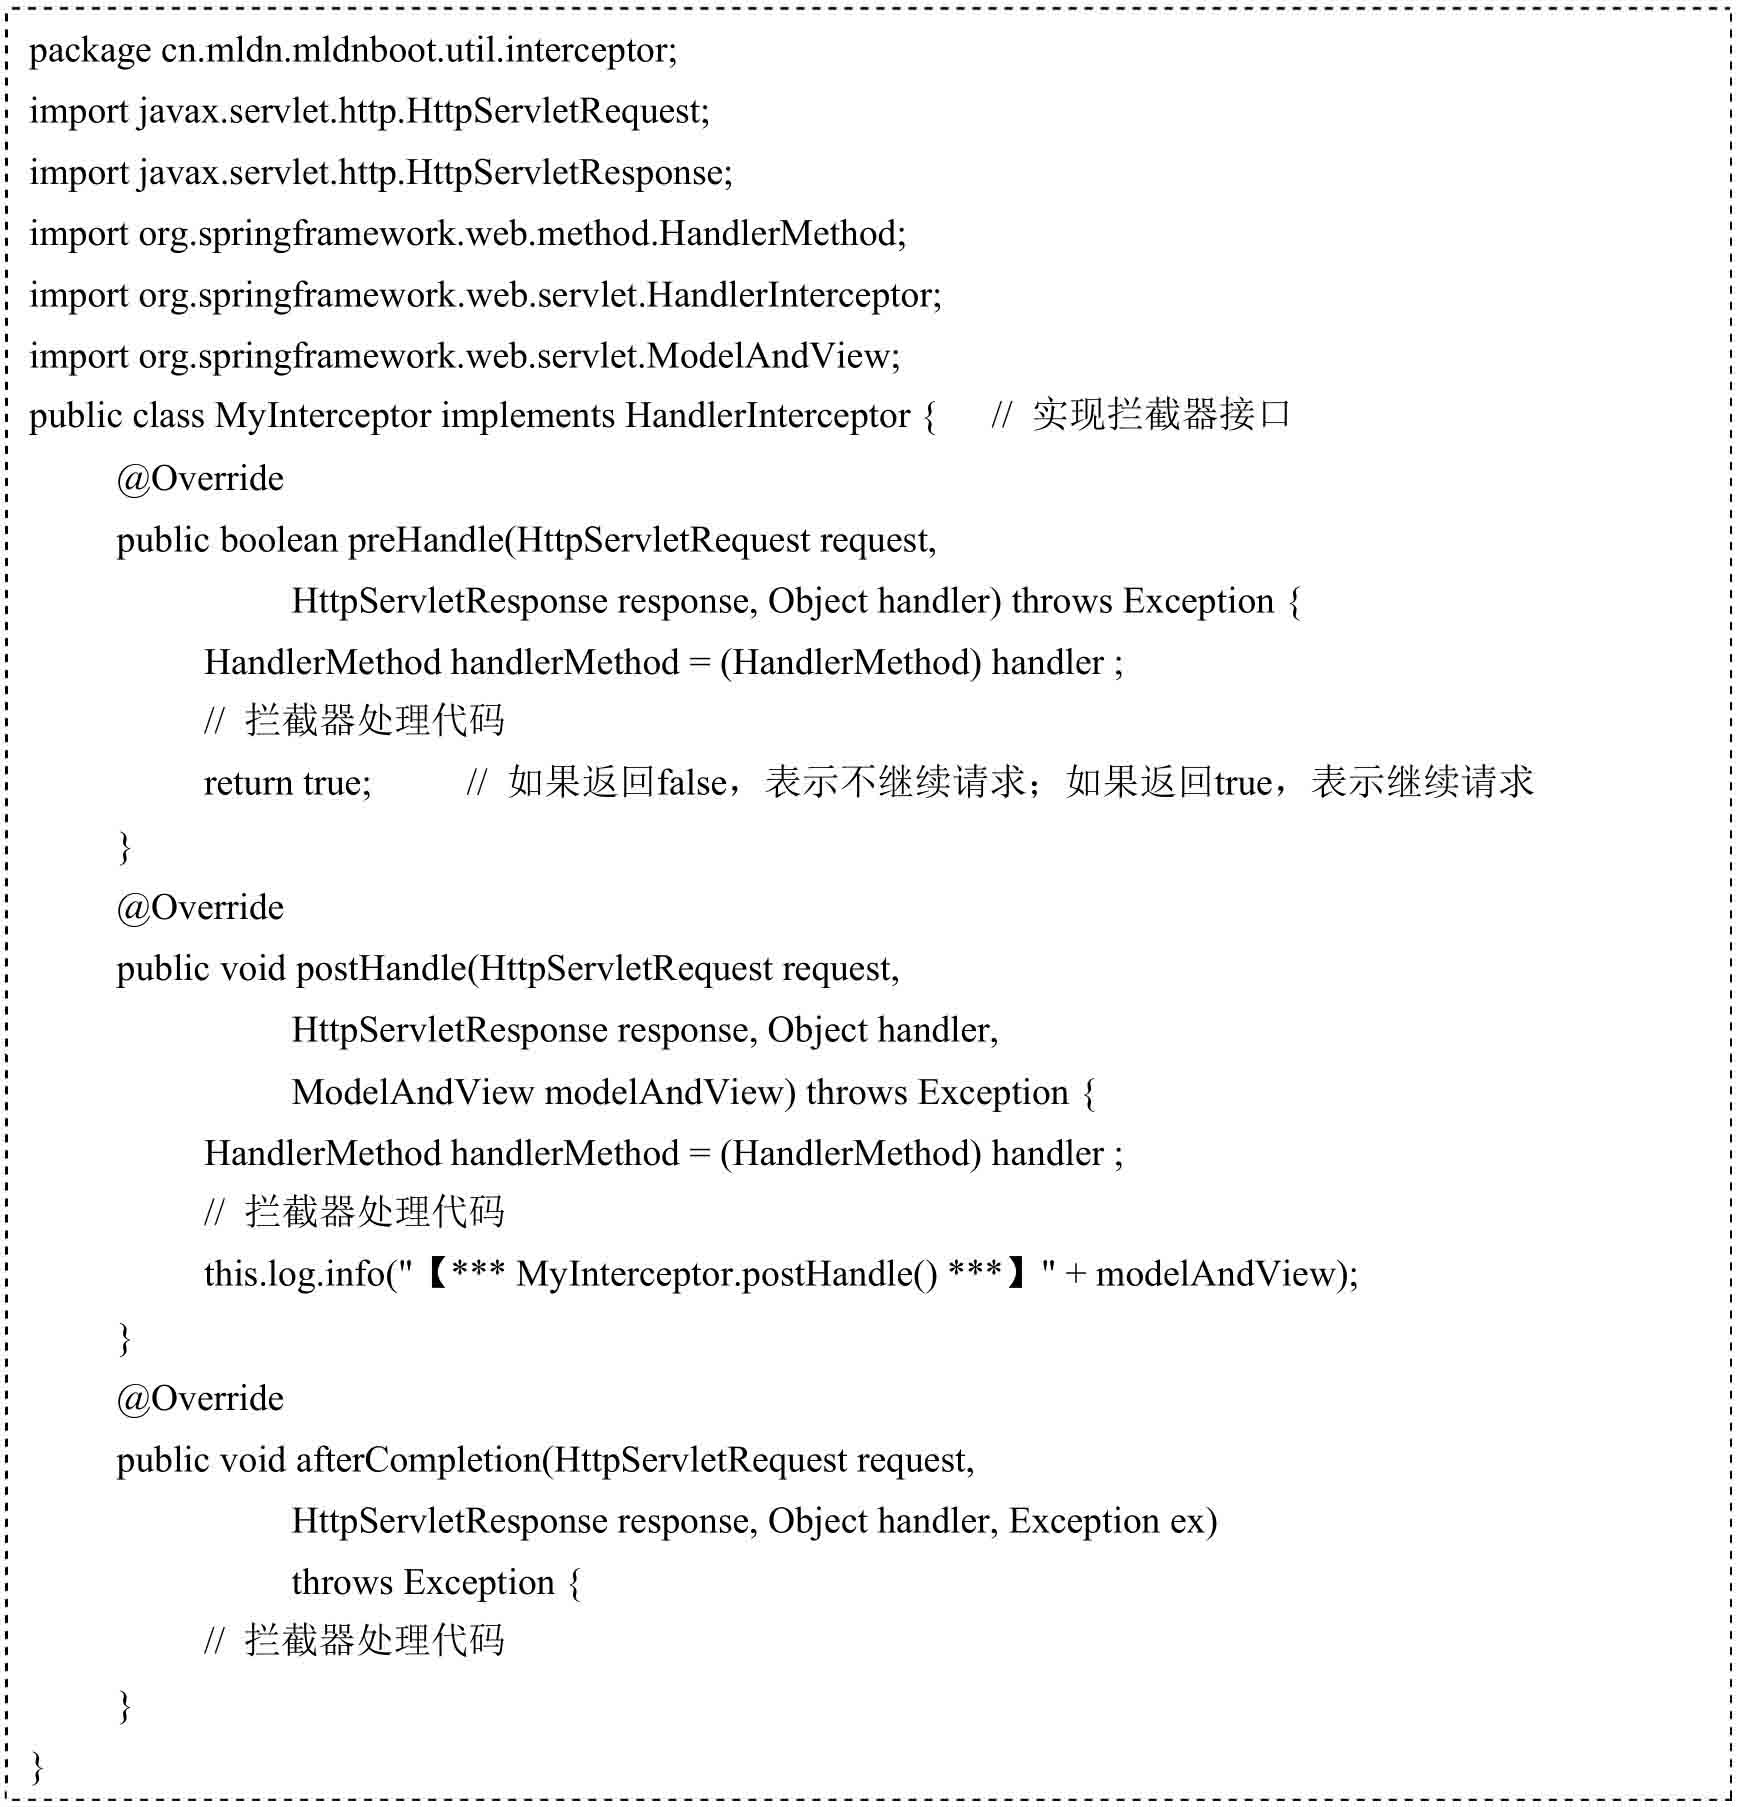 package cn.mldn.mldnboot.util.interceptor;
import javax.servlet.http.HttpServletRequest;
import javax.servlet.http.HttpServletResponse;
import org.springframework.web.method.HandlerMethod;
import org.springframework.web.servlet.HandlerInterceptor;
import org.springframework.web.servlet.ModelAndView;
public class MyInterceptor implements HandlerInterceptor { // 实现拦截器接口
@Override
public boolean preHandle(HttpServletRequest request,
HttpServletResponse response, Object handler) throws Exception {
HandlerMethod handlerMethod = (HandlerMethod) handler ;
// 拦截器处理代码
return true; // 如果返回false，表示不继续请求；如果返回true，表示继续请求
}
@Override
public void postHandle(HttpServletRequest request,
HttpServletResponse response, Object handler,
ModelAndView modelAndView) throws Exception {
HandlerMethod handlerMethod = (HandlerMethod) handler ;
// 拦截器处理代码
this.log.info("【*** MyInterceptor.postHandle() ***】" + modelAndView);
}
@Override
public void afterCompletion(HttpServletRequest request,
HttpServletResponse response, Object handler, Exception ex)
throws Exception {
// 拦截器处理代码
}
}